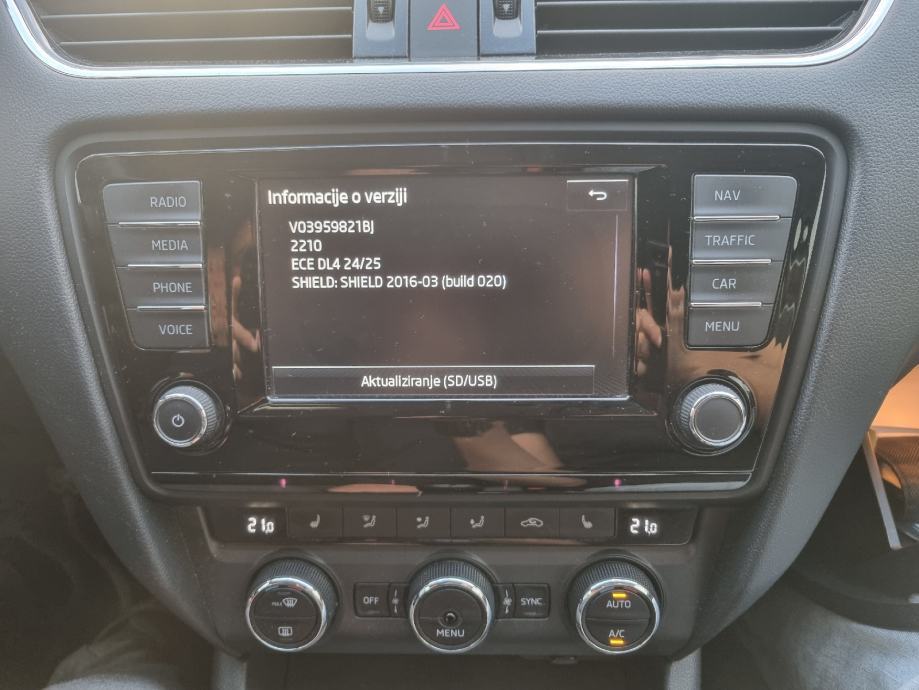 RADIO
MEDIA
PHONE
VOICE
Informacije o verziji
V03959821BJ
2210
ECE DL4 24/25
SHIELD: SHIELD 2016-03 (build 020)
Aktualiziranje (SD/USB)
NAV
TRAFFIC
CAR
MENU
21,0
21,0
MAX
OFF
MENU
SYNC
AUTO
A/C